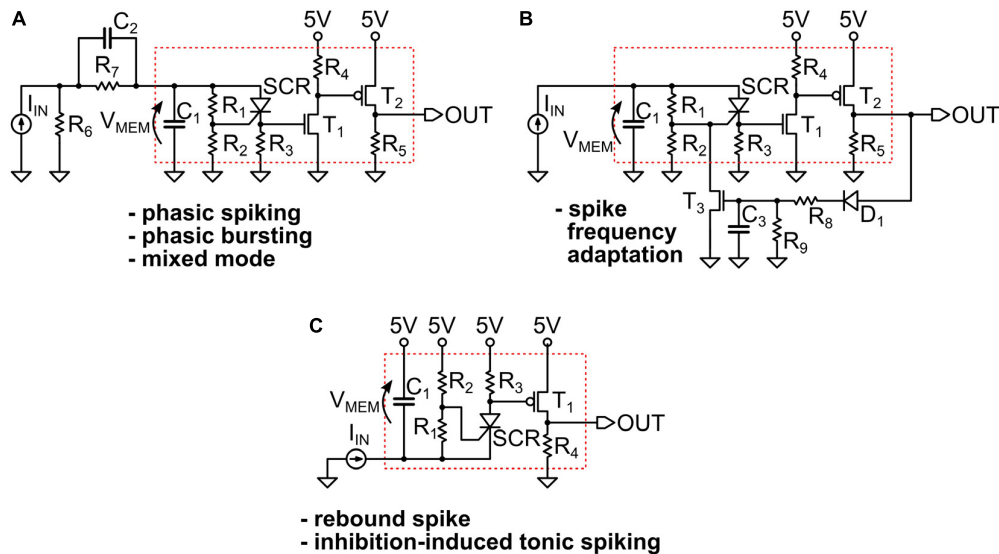 A
C2
R7
IIN
R6
VMEM
C1
R1
R2
SCR
R3
5V
R4
T1
5V
T2
R5
OUT
- phasic spiking
- phasic bursting
- mixed mode
B
IIN
VMEM
C1
R1
R2
SCR
R3
5V
R4
T1
5V
T2
R5
OUT
T3
C3
R9
R8
D1
- spike
frequency
adaptation
C
5V
5V
5V
5V
VMEM
C1
R2
R1
R3
SCR
T1
R4
OUT
IIN
- rebound spike
- inhibition-induced tonic spiking